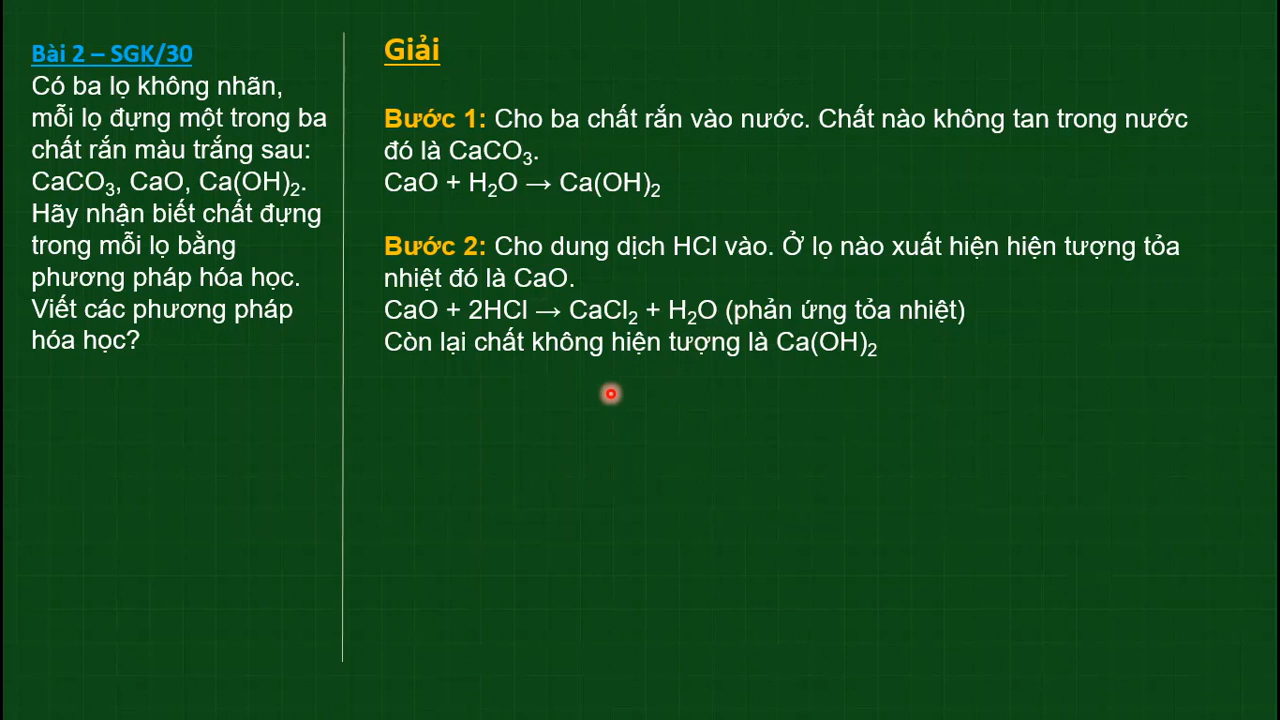 Bài 2 – SGK/30
Có ba lọ không nhãn,
mỗi lọ đựng một trong ba
chất rắn màu trắng sau:
CaCO₃, CaO, Ca(OH)₂.
Hãy nhận biết chất đựng
trong mỗi lọ bằng
phương pháp hóa học.
Viết các phương pháp
hóa học?
Giải
Bước 1: Cho ba chất rắn vào nước. Chất nào không tan trong nước
đó là CaCO₃.
CaO + H₂O → Ca(OH)₂
Bước 2: Cho dung dịch HCl vào. Ở lọ nào xuất hiện hiện tượng tỏa
nhiệt đó là CaO.
CaO + 2HCl → CaCl₂ + H₂O (phản ứng tỏa nhiệt)
Còn lại chất không hiện tượng là Ca(OH)₂